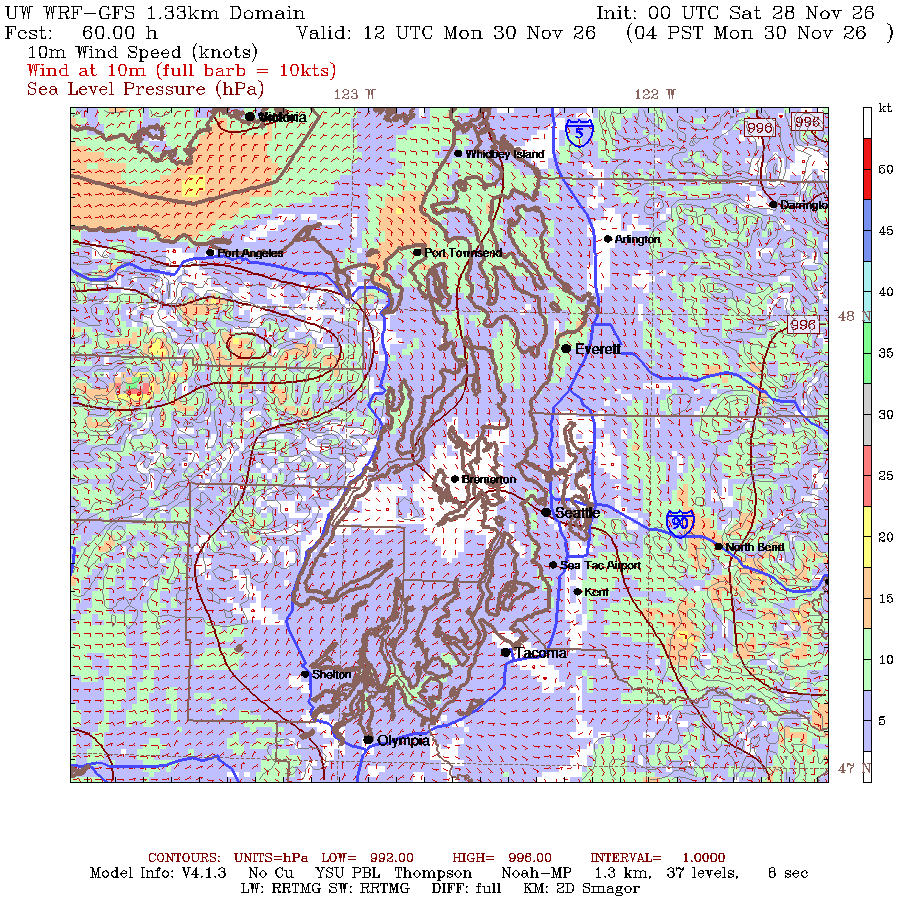 UW WRF-GFS 1.33km Domain Init: 00 UTC Sat 28 Nov 26
Fcst: 60.00 h Valid: 12 UTC Mon 30 Nov 26 (04 PST Mon 30 Nov 26 )
10m Wind Speed (knots)
Wind at 10m (full barb = 10kts)
Sea Level Pressure (hPa)
123 W 122 W
kt
Victoria
5
996
996
Whidbey Island
60
Darringto
45
Arlington
Port Angeles
Port Townsend
40
48 N
996
Everett
35
30
Bremerton
25
Seattle
90
20
North Bend
Sea Tac Airport
Kent
15
Tacoma
10
Shelton
5
Olympia
47 N
CONTOURS: UNITS=hPa LOW= 992.00 HIGH= 996.00 INTERVAL= 1.0000
Model Info: V4.1.3 No Cu YSU PBL Thompson Noah-MP 1.3 km, 37 levels, 8 sec
LW: RRTMG SW: RRTMG DIFF: full KM: 2D Smagor